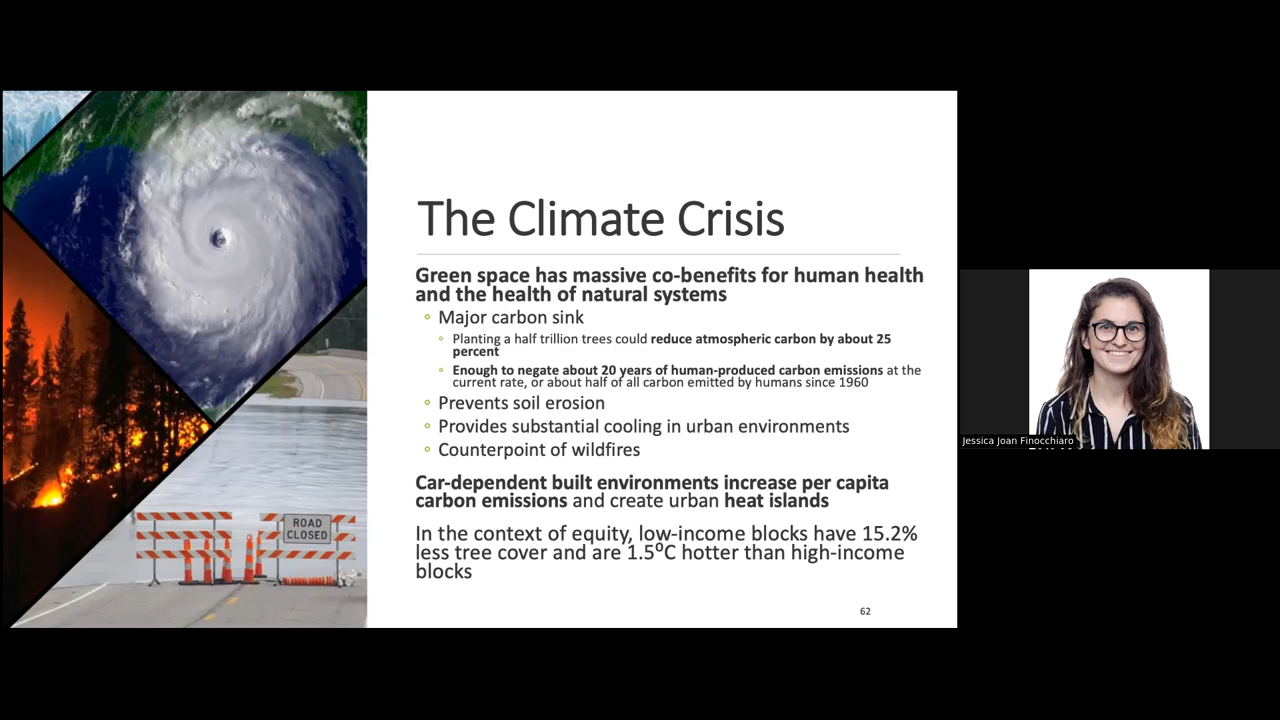 The Climate Crisis
Green space has massive co-benefits for human health
and the health of natural systems
Major carbon sink
Planting a half trillion trees could reduce atmospheric carbon by about 25
percent
Enough to negate about 20 years of human-produced carbon emissions at the
current rate, or about half of all carbon emitted by humans since 1960
Prevents soil erosion
Provides substantial cooling in urban environments
Counterpoint of wildfires
Car-dependent built environments increase per capita
carbon emissions and create urban heat islands
In the context of equity, low-income blocks have 15.2%
less tree cover and are 1.5⁰C hotter than high-income
blocks
62
ROAD
CLOSED
Jessica Joan Finocchiaro